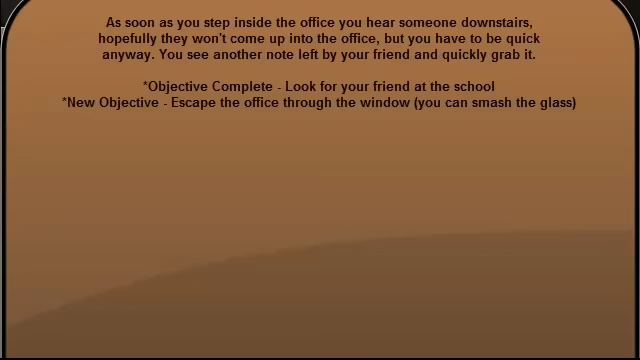 As soon as you step inside the office you hear someone downstairs,
hopefully they won't come up into the office, but you have to be quick
anyway. You see another note left by your friend and quickly grab it.
*Objective Complete - Look for your friend at the school
*New Objective - Escape the office through the window (you can smash the glass)